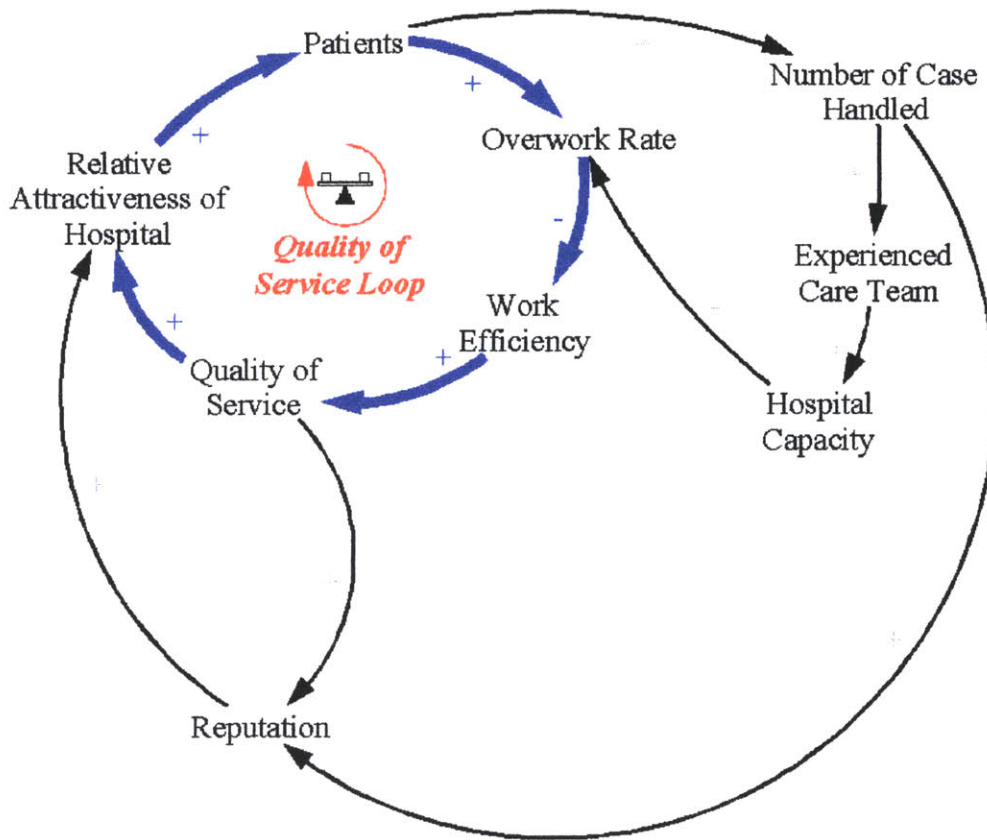 Patients
+
+
Number of Case
Handled
Overwork Rate
Relative
Attractiveness of
Hospital
-
Quality of
Service Loop
Experienced
Care Team
Work
Efficiency
+
+
Quality of
Service
Hospital
Capacity
+
+
Reputation